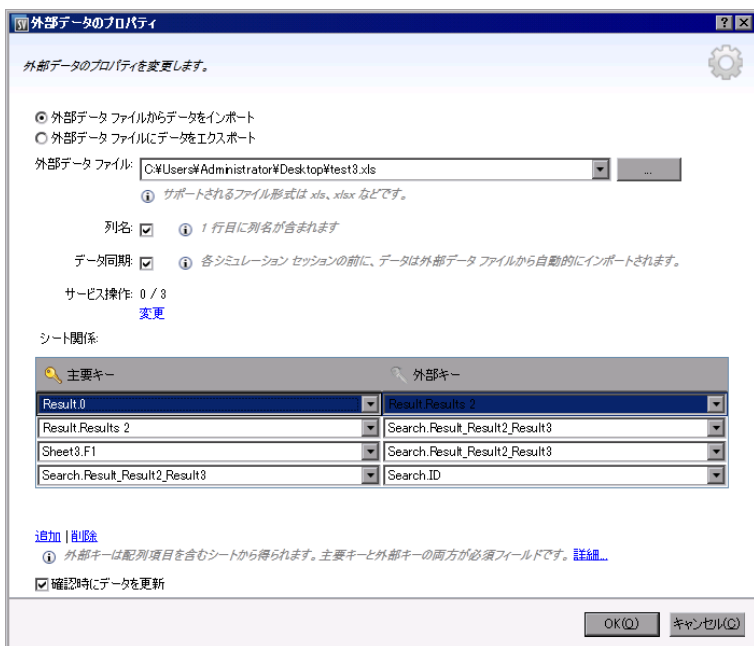 SV 外部データのプロパティ
外部データのプロパティを変更します。
外部データ ファイルからデータをインポート
外部データ ファイルにデータをエクスポート
外部データ ファイル: C:¥Users¥Administrator¥Desktop¥test3.xls ...
サポートされるファイル形式は xls、xlsx などです。
列名: 1 行目に列名が含まれます
データ同期: 各シミュレーション セッションの前に、データは外部データ ファイルから自動的にインポートされます。
サービス操作: 0 / 3
変更
シート関係:
主要キー 外部キー
Result.0 Result.Results 2
Result.Results 2 Search.Result_Result2_Result3
Sheet3.F1 Search.Result_Result2_Result3
Search.Result_Result2_Result3 Search.ID
追加 | 削除
外部キーは配列項目を含むシートから得られます。主要キーと外部キーの両方が必須フィールドです。 詳細...
確認時にデータを更新
OK(O) キャンセル(C)